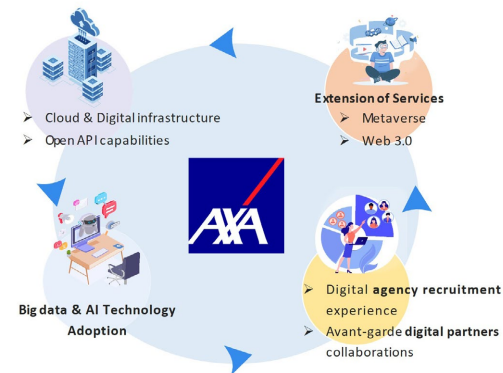 Cloud & Digital infrastructure
Open API capabilities
Extension of Services
Metaverse
Web 3.0
AXA
Big data & AI Technology
Adoption
Digital agency recruitment
experience
Avant-garde digital partners
collaborations